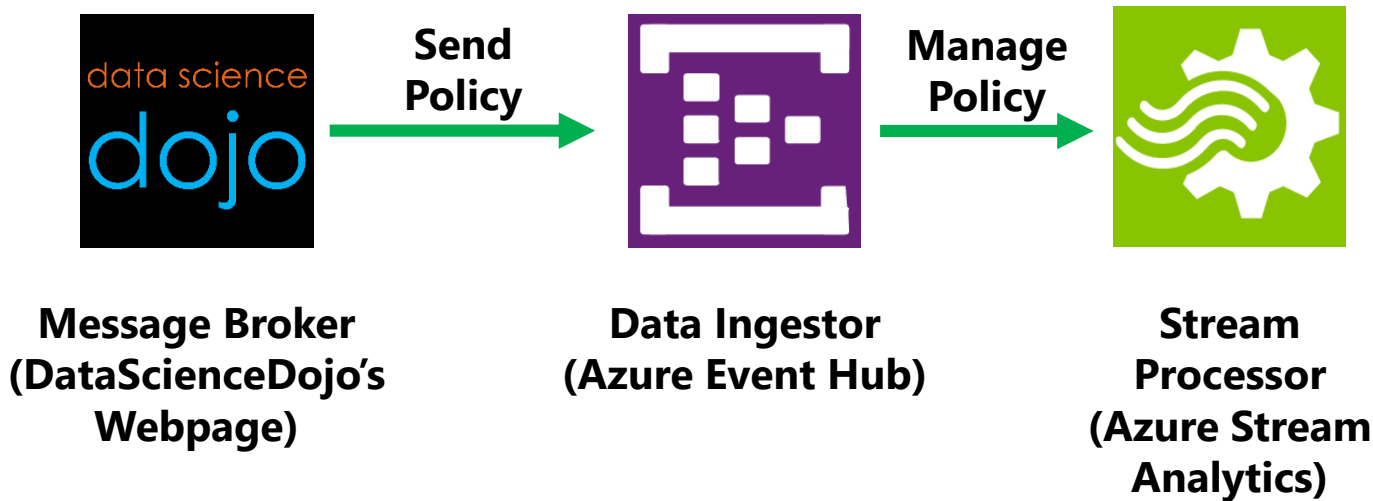 data science
dojo
Send
Policy
Manage
Policy
Message Broker
(DataScienceDojo’s
Webpage)
Data Ingestor
(Azure Event Hub)
Stream
Processor
(Azure Stream
Analytics)